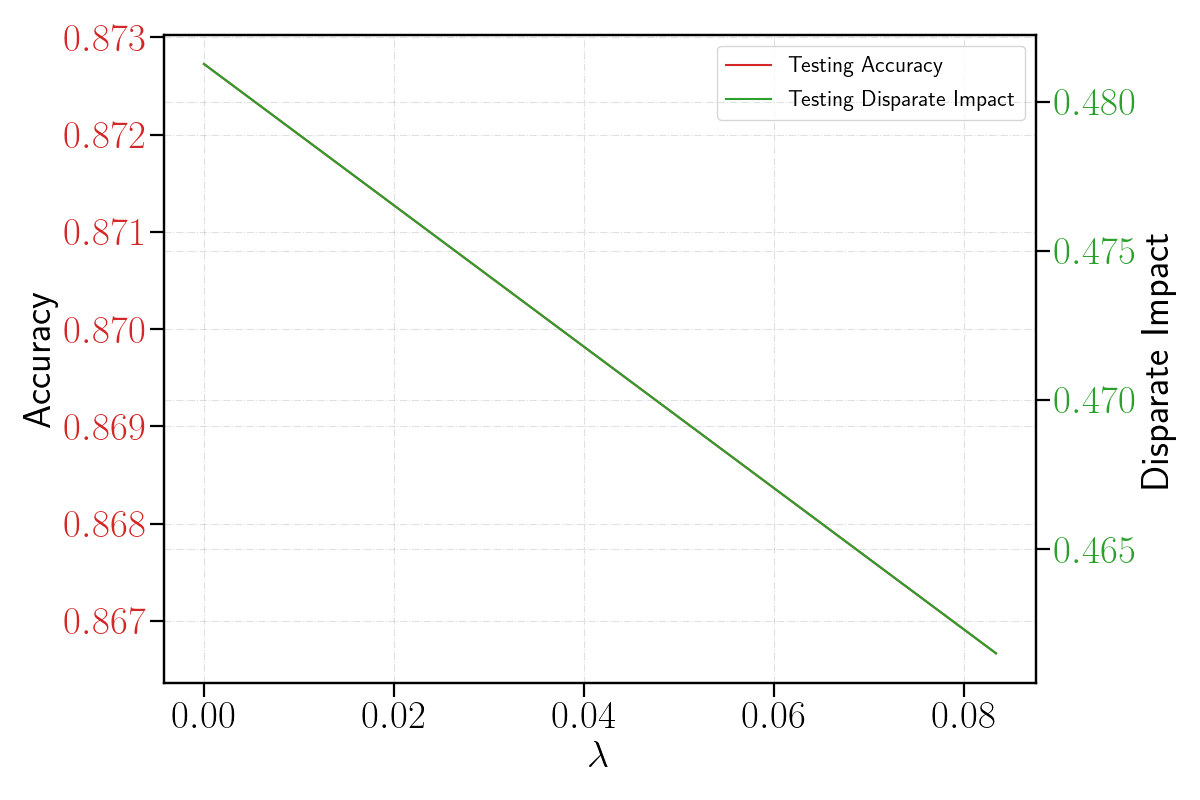 0.873
0.872
0.871
0.870
0.869
0.868
0.867
Accuracy
Testing Accuracy
Testing Disparate Impact
0.480
0.475
0.470
0.465
Disparate Impact
0.00 0.02 0.04 0.06 0.08
λ